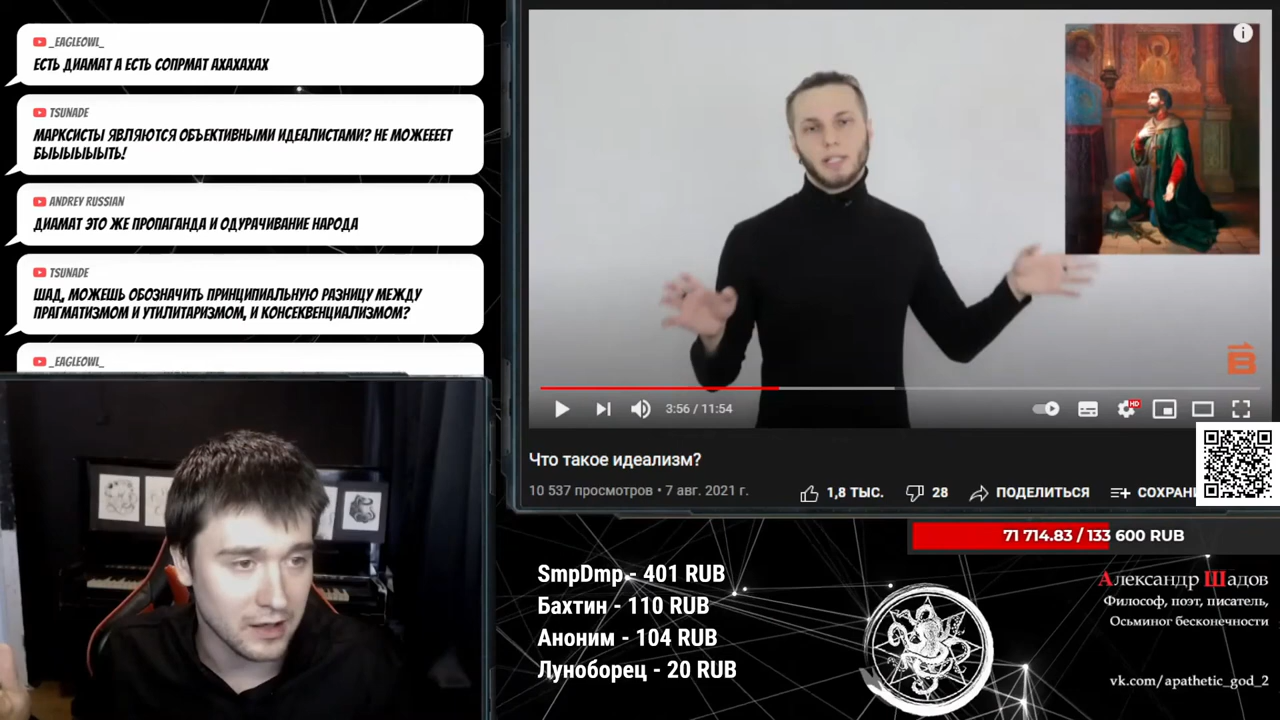 _EAGLEOWL_
ЕСТЬ ДИАМАТ А ЕСТЬ СОПРМАТ АХАХАХАХ
TSUNADE
МАРКСИСТЫ ЯВЛЯЮТСЯ ОБЪЕКТИВНЫМИ ИДЕАЛИСТАМИ? НЕ МОЖЕЕЕЕТ
БЫЫЫЫЫЫТЬ!
ANDREY RUSSIAN
ДИАМАТ ЭТО ЖЕ ПРОПАГАНДА И ОДУРАЧИВАНИЕ НАРОДА
TSUNADE
ШАД, МОЖЕШЬ ОБОЗНАЧИТЬ ПРИНЦИПИАЛЬНУЮ РАЗНИЦУ МЕЖДУ
ПРАГМАТИЗМОМ И УТИЛИТАРИЗМОМ, И КОНСЕКВЕНЦИАЛИЗМОМ?
_EAGLEOWL_
i
В
3:56 / 11:54
HD
Что такое идеализм?
10 537 просмотров • 7 авг. 2021 г.
1,8 ТЫС.
28
ПОДЕЛИТЬСЯ
СОХРАНИ
71 714.83 / 133 600 RUB
SmpDmp - 401 RUB
Бахтин - 110 RUB
Аноним - 104 RUB
Луноборец - 20 RUB
Александр Шадов
Философ, поэт, писатель,
Осьминог бесконечности
vk.com/apathetic_god_2